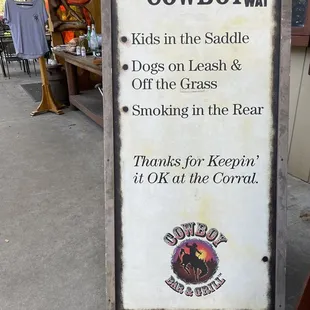 COWBOY WAY
• Kids in the Saddle
• Dogs on Leash &
Off the Grass
• Smoking in the Rear
Thanks for Keepin'
it OK at the Corral.
COWBOY
BAR & GRILL